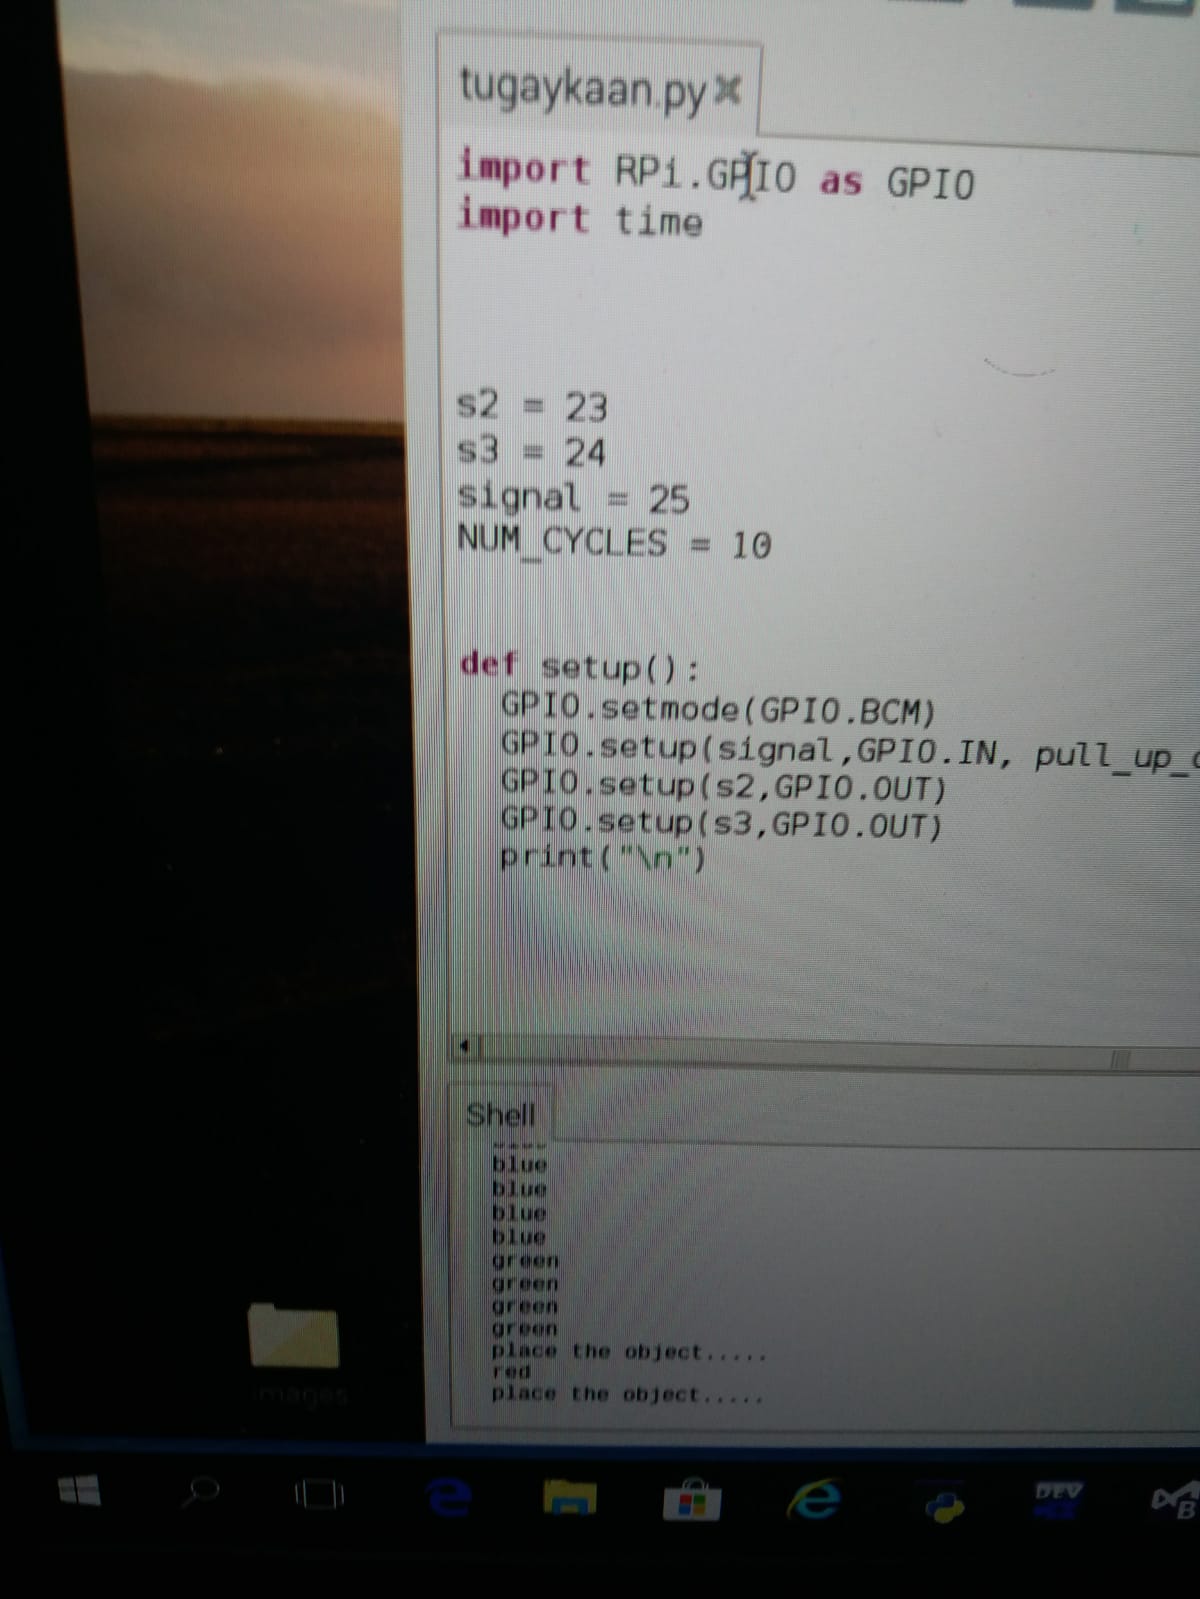 tugaykaan.py
import RPi.GPIO as GPIO
import time
s2 = 23
s3 = 24
signal = 25
NUM_CYCLES = 10
def setup():
GPIO.setmode(GPIO.BCM)
GPIO.setup(signal,GPIO.IN, pull_up_
GPIO.setup(s2,GPIO.OUT)
GPIO.setup(s3,GPIO.OUT)
print("\n")
Shell
blue
blue
blue
blue
green
green
green
green
place the object.....
red
place the object.....
images
DEV
B